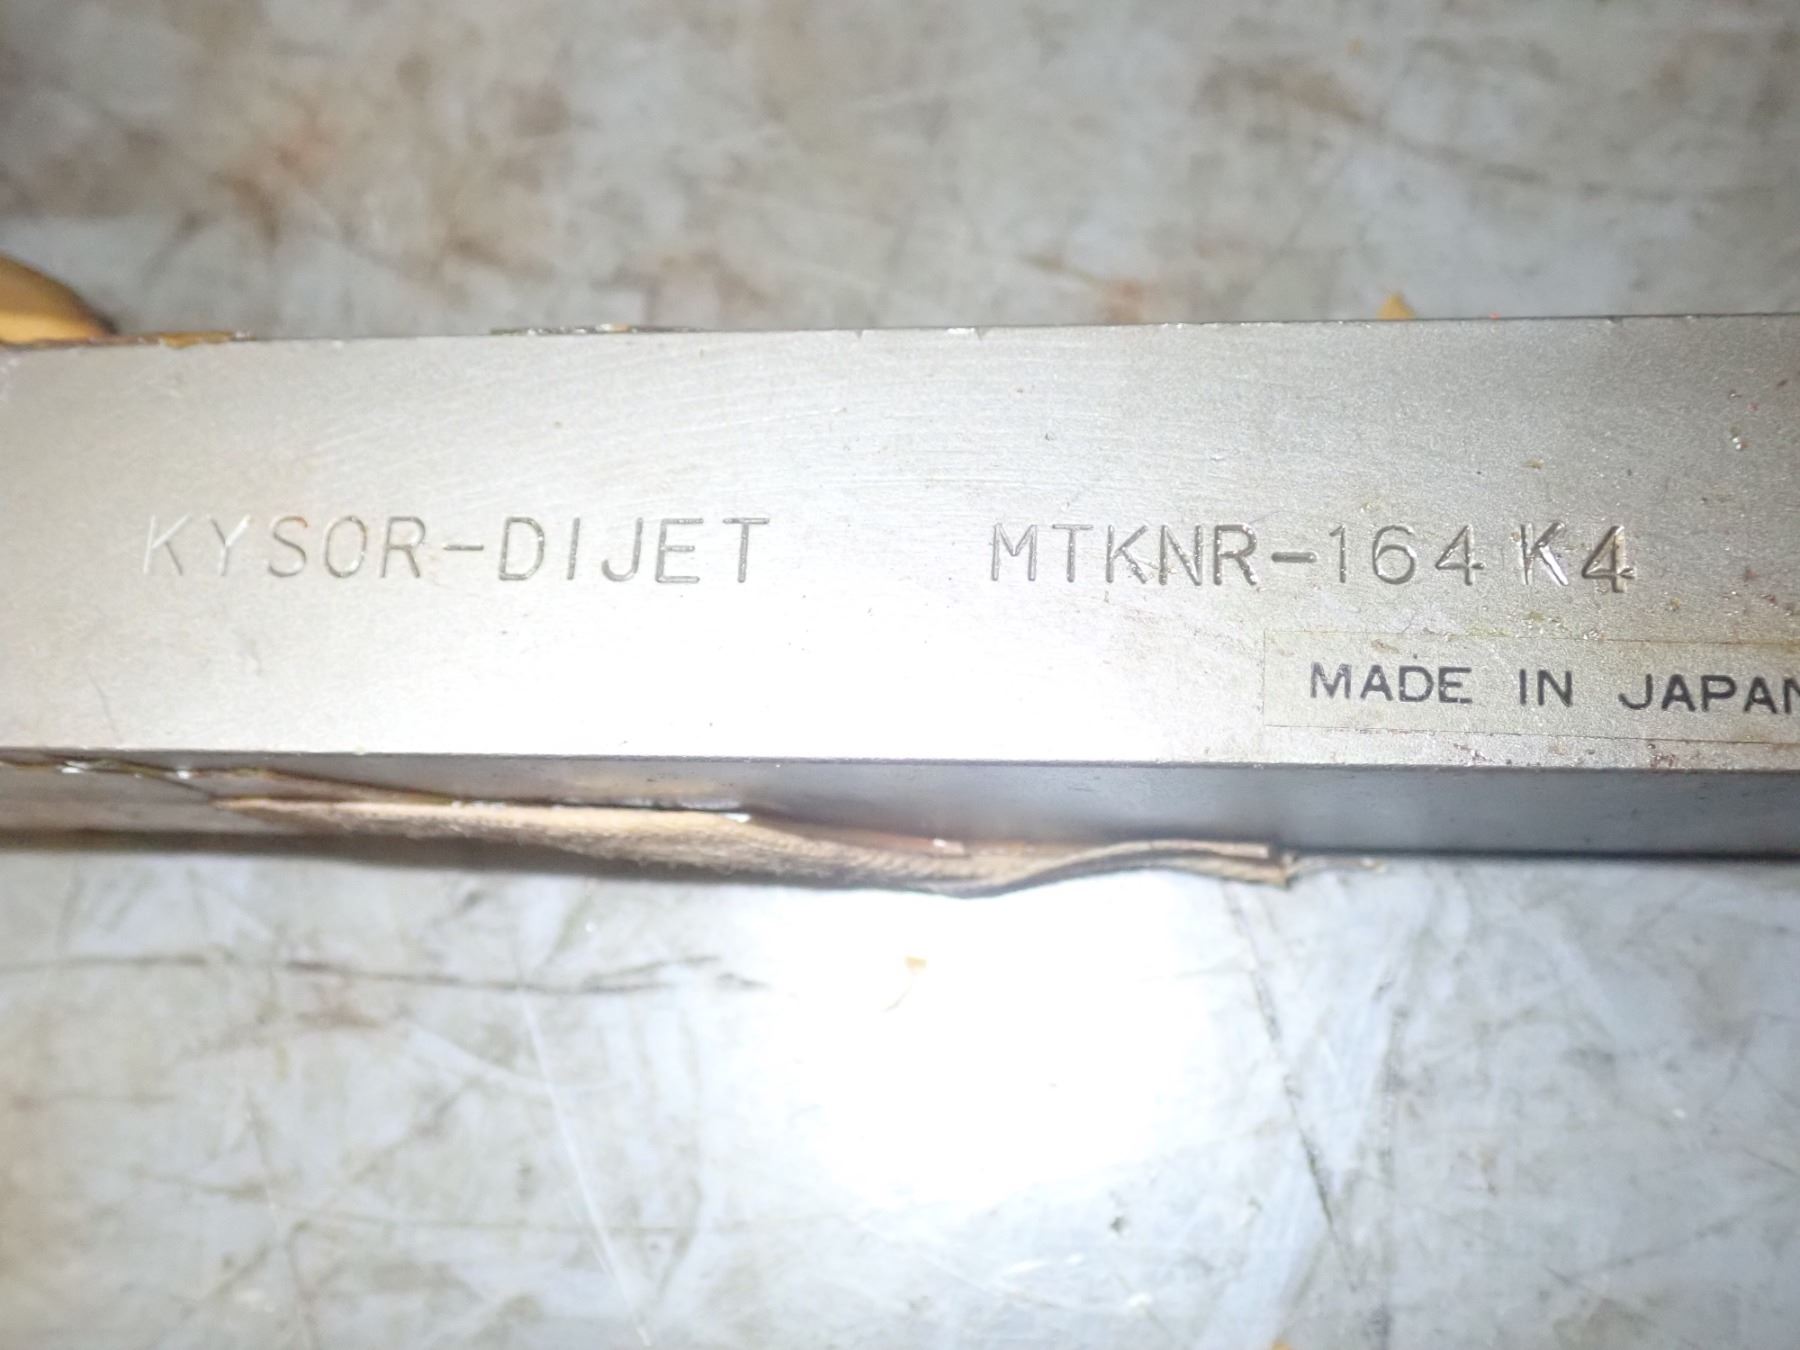 KYSOR-DIJET MTKNR-164 K4
MADE IN JAPAN